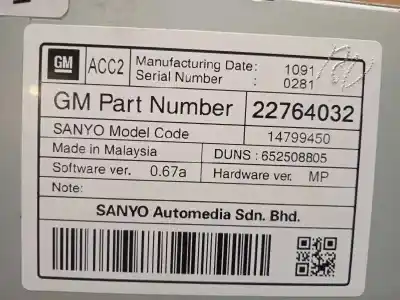 GM ACC2 Manufacturing Date: 1091
Serial Number : 0281
GM Part Number 22764032
SANYO Model Code 14799450
Made in Malaysia DUNS : 652508805
Software ver. 0.67a Hardware ver. MP
Note:
SANYO Automedia Sdn. Bhd.